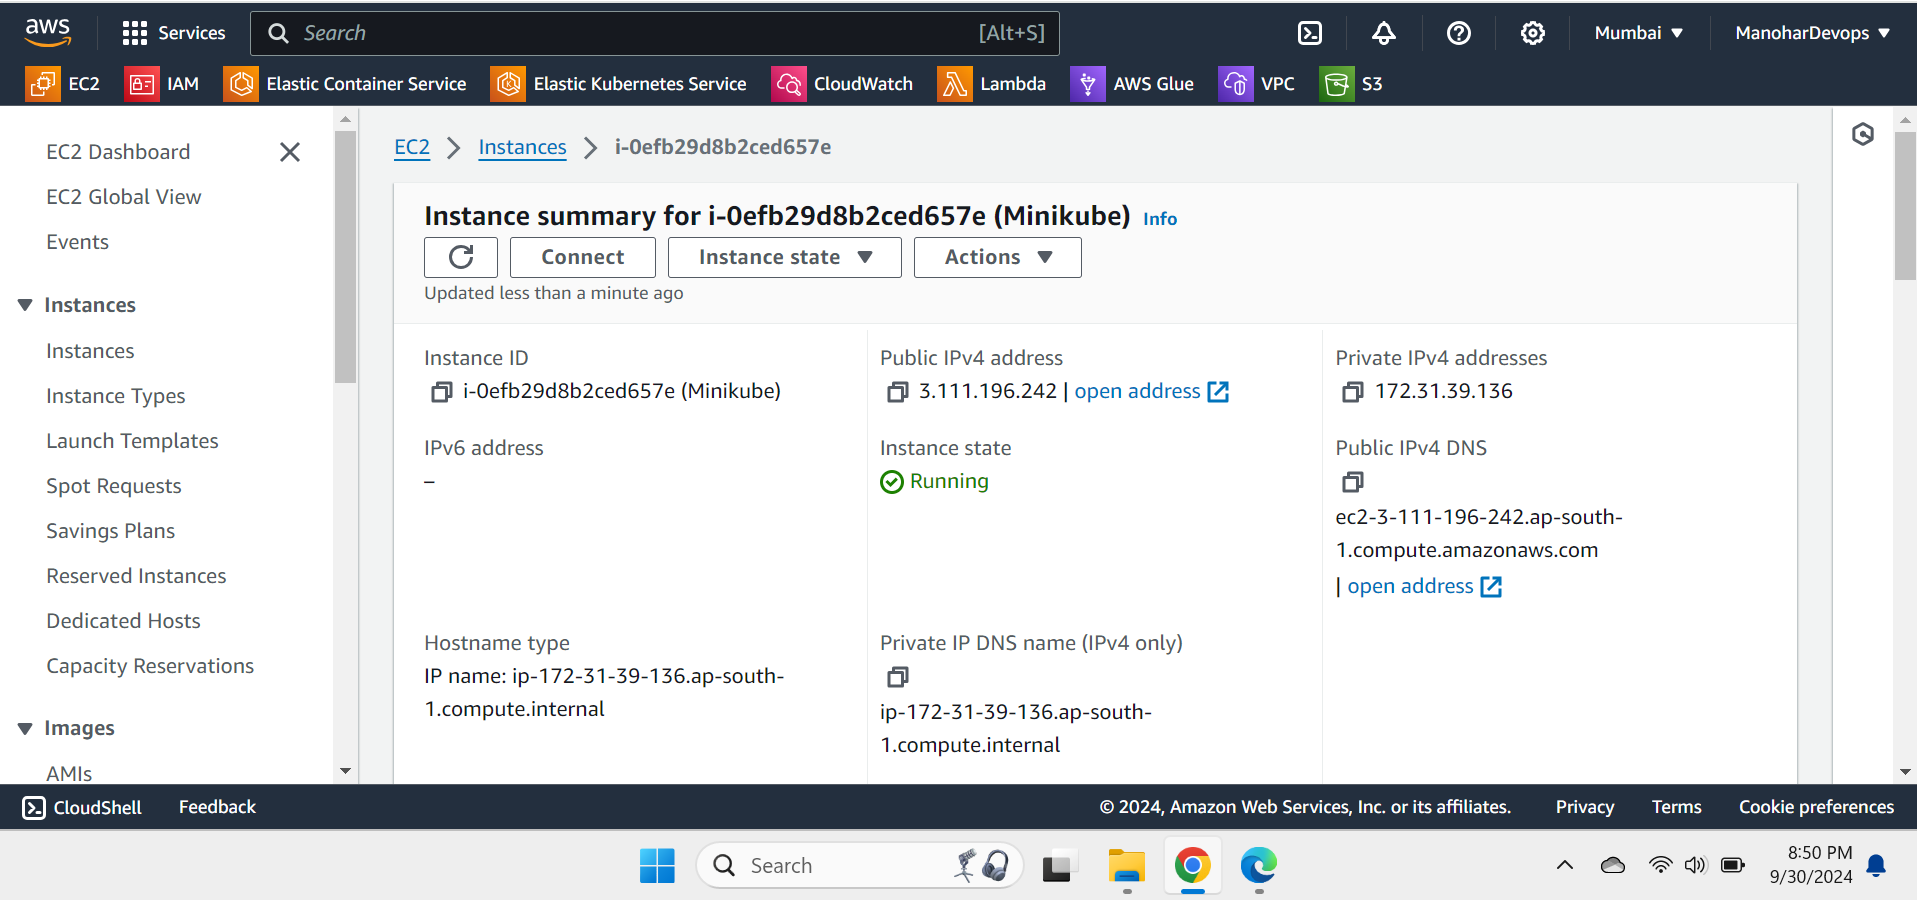 aws
Services
Search
[Alt+S]
Mumbai
ManoharDevops
EC2
IAM
Elastic Container Service
Elastic Kubernetes Service
CloudWatch
Lambda
AWS Glue
VPC
S3
EC2 Dashboard
EC2 Global View
Events
Instances
Instances
Instance Types
Launch Templates
Spot Requests
Savings Plans
Reserved Instances
Dedicated Hosts
Capacity Reservations
Images
AMIs
EC2 > Instances > i-0efb29d8b2ced657e
Instance summary for i-0efb29d8b2ced657e (Minikube) Info
Connect
Instance state
Actions
Updated less than a minute ago
Instance ID
i-0efb29d8b2ced657e (Minikube)
Public IPv4 address
3.111.196.242 | open address
Private IPv4 addresses
172.31.39.136
IPv6 address
–
Instance state
Running
Public IPv4 DNS
ec2-3-111-196-242.ap-south-
1.compute.amazonaws.com
| open address
Hostname type
IP name: ip-172-31-39-136.ap-south-
1.compute.internal
Private IP DNS name (IPv4 only)
ip-172-31-39-136.ap-south-
1.compute.internal
CloudShell
Feedback
© 2024, Amazon Web Services, Inc. or its affiliates.
Privacy
Terms
Cookie preferences
Search
8:50 PM
9/30/2024